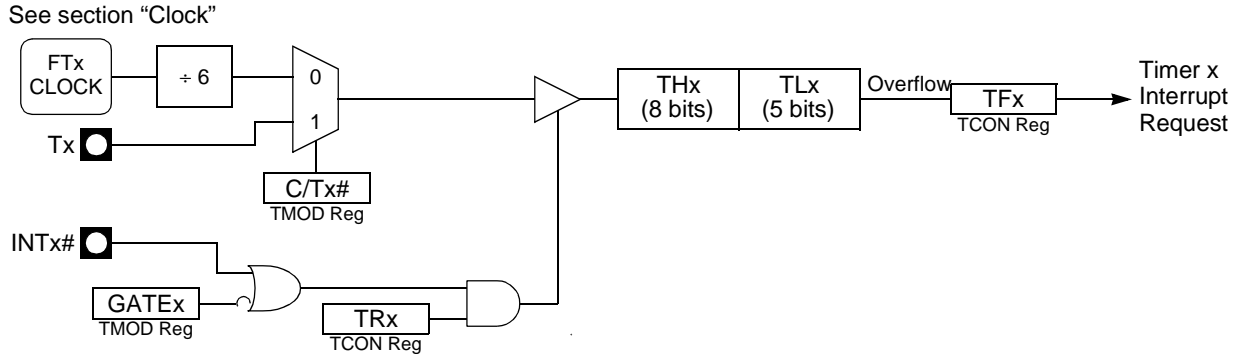 See section “Clock”
FTx
CLOCK
÷ 6
0
1
Tx
C/Tx#
TMOD Reg
THx
(8 bits)
TLx
(5 bits)
Overflow
TFx
TCON Reg
Timer x
Interrupt
Request
INTx#
GATEx
TMOD Reg
TRx
TCON Reg